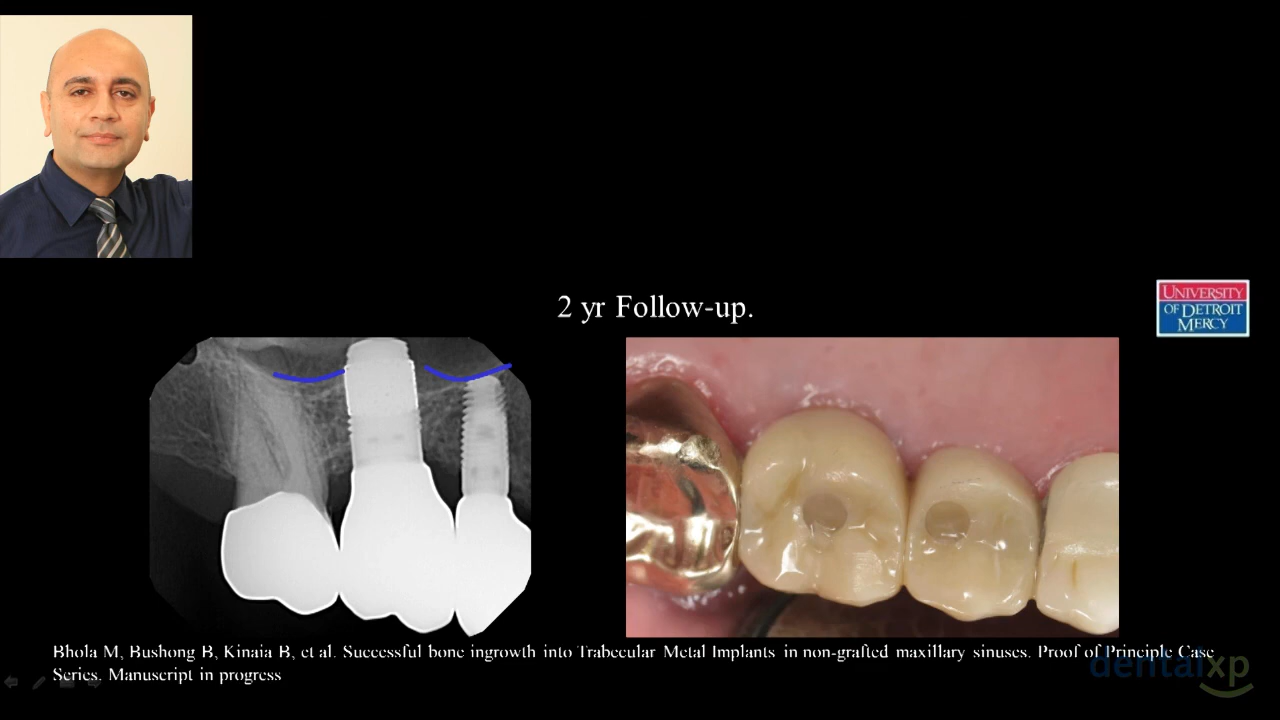 2 yr Follow-up.
UNIVERSITY
OF DETROIT
MERCY
Bhola M, Bushong B, Kinaia B, et al. Successful bone ingrowth into Trabecular Metal Implants in non-grafted maxillary sinuses. Proof of Principle Case
Series. Manuscript in progress
dentalxp